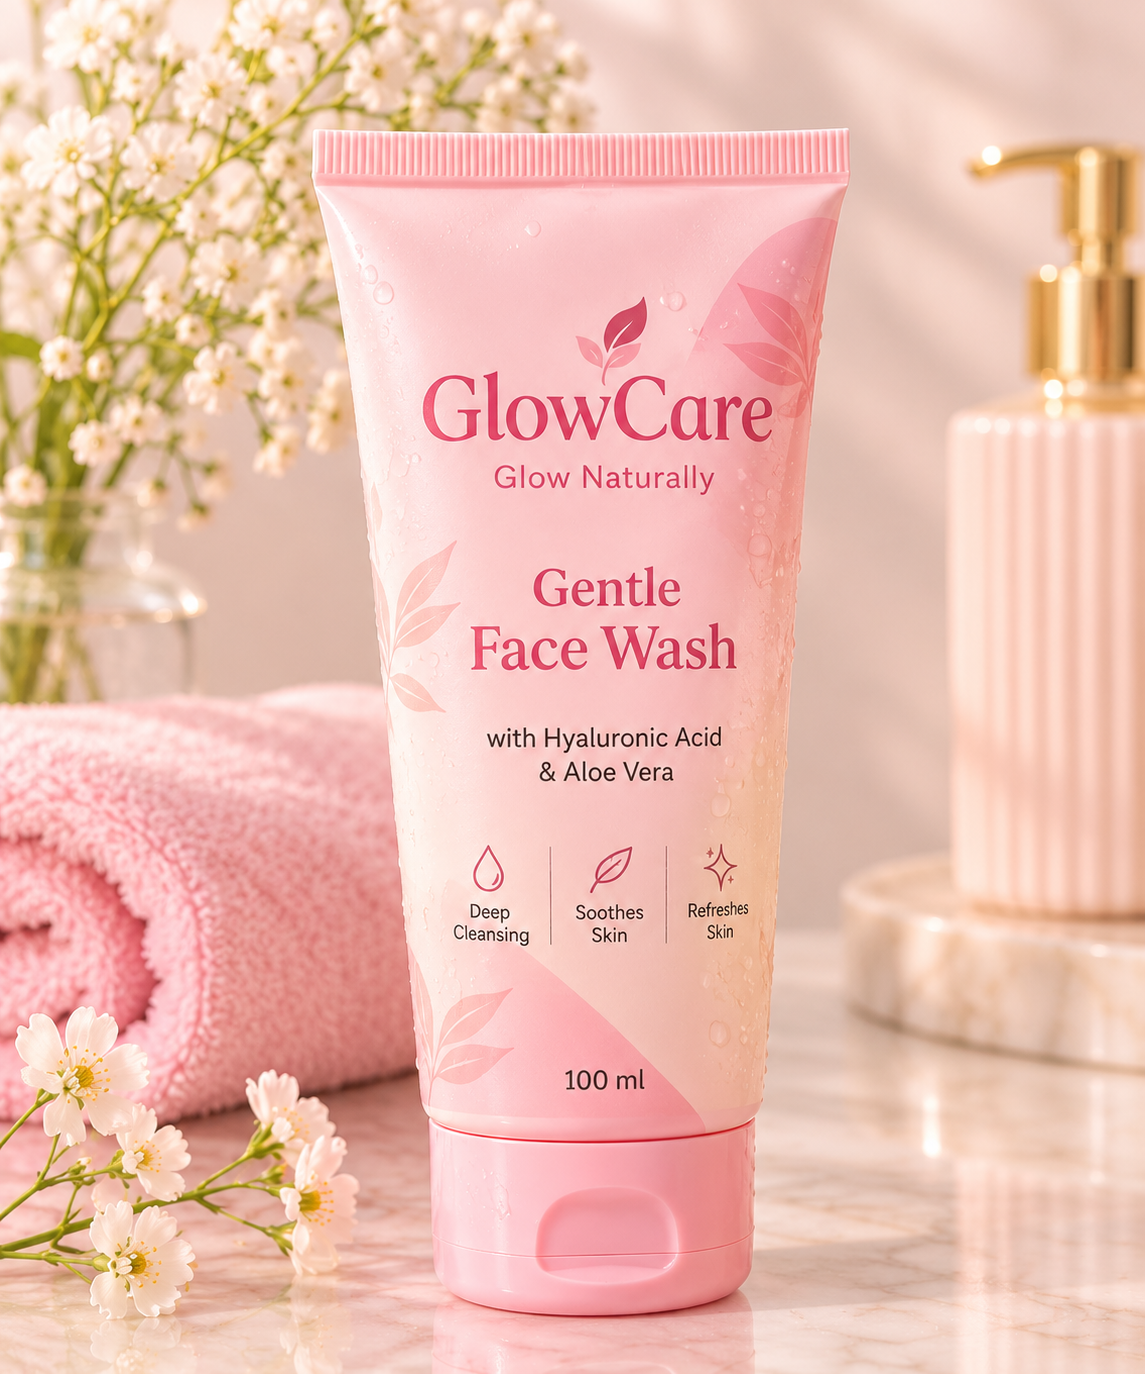 GlowCare
Glow Naturally
Gentle
Face Wash
with Hyaluronic Acid
& Aloe Vera
Deep
Cleansing
Soothes
Skin
Refreshes
Skin
100 ml